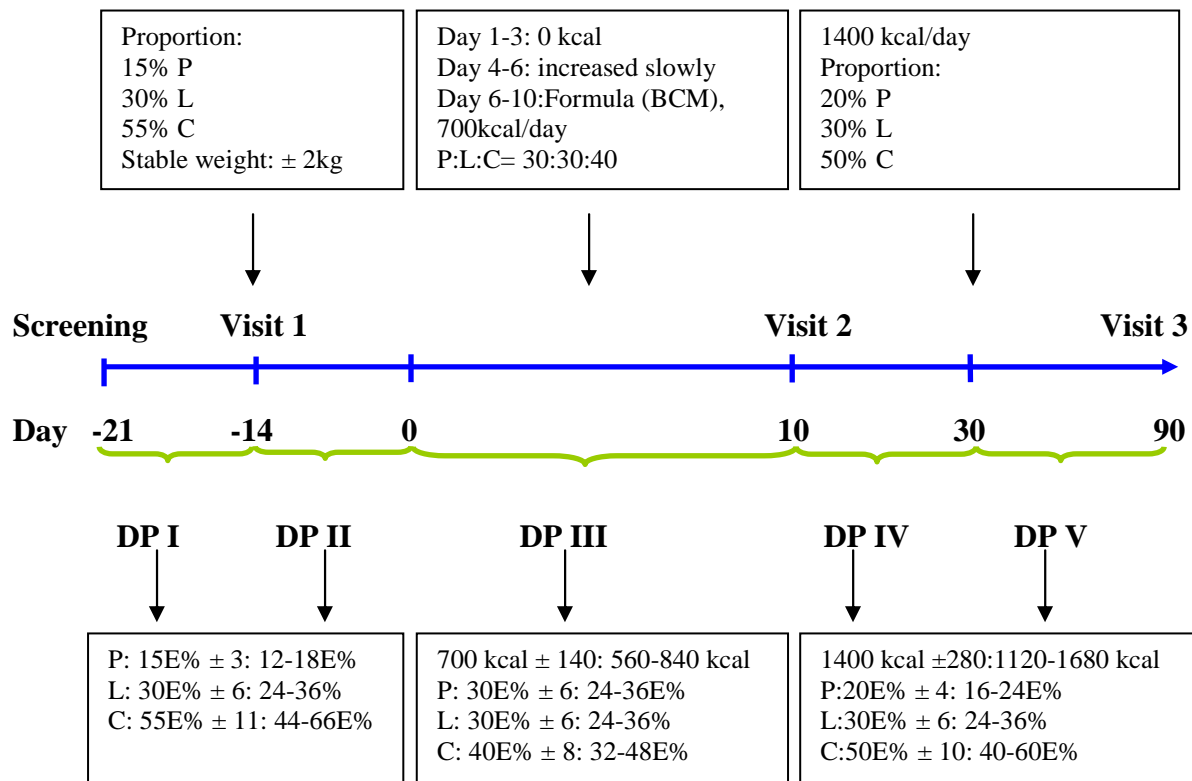 Proportion:
15% P
30% L
55% C
Stable weight: ± 2kg
Day 1-3: 0 kcal
Day 4-6: increased slowly
Day 6-10:Formula (BCM),
700kcal/day
P:L:C= 30:30:40
1400 kcal/day
Proportion:
20% P
30% L
50% C
Screening Visit 1 Visit 2 Visit 3
Day -21 -14 0 10 30 90
DP I DP II DP III DP IV DP V
P: 15E% ± 3: 12-18E%
L: 30E% ± 6: 24-36%
C: 55E% ± 11: 44-66E%
700 kcal ± 140: 560-840 kcal
P: 30E% ± 6: 24-36E%
L: 30E% ± 6: 24-36%
C: 40E% ± 8: 32-48E%
1400 kcal ±280:1120-1680 kcal
P:20E% ± 4: 16-24E%
L:30E% ± 6: 24-36%
C:50E% ± 10: 40-60E%